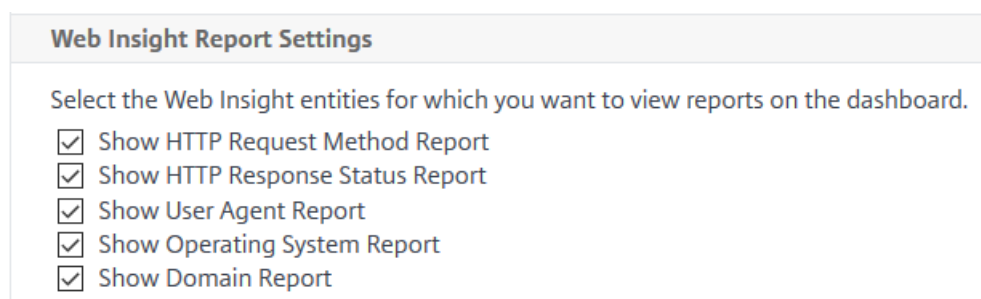 Web Insight Report Settings
Select the Web Insight entities for which you want to view reports on the dashboard.
Show HTTP Request Method Report
Show HTTP Response Status Report
Show User Agent Report
Show Operating System Report
Show Domain Report